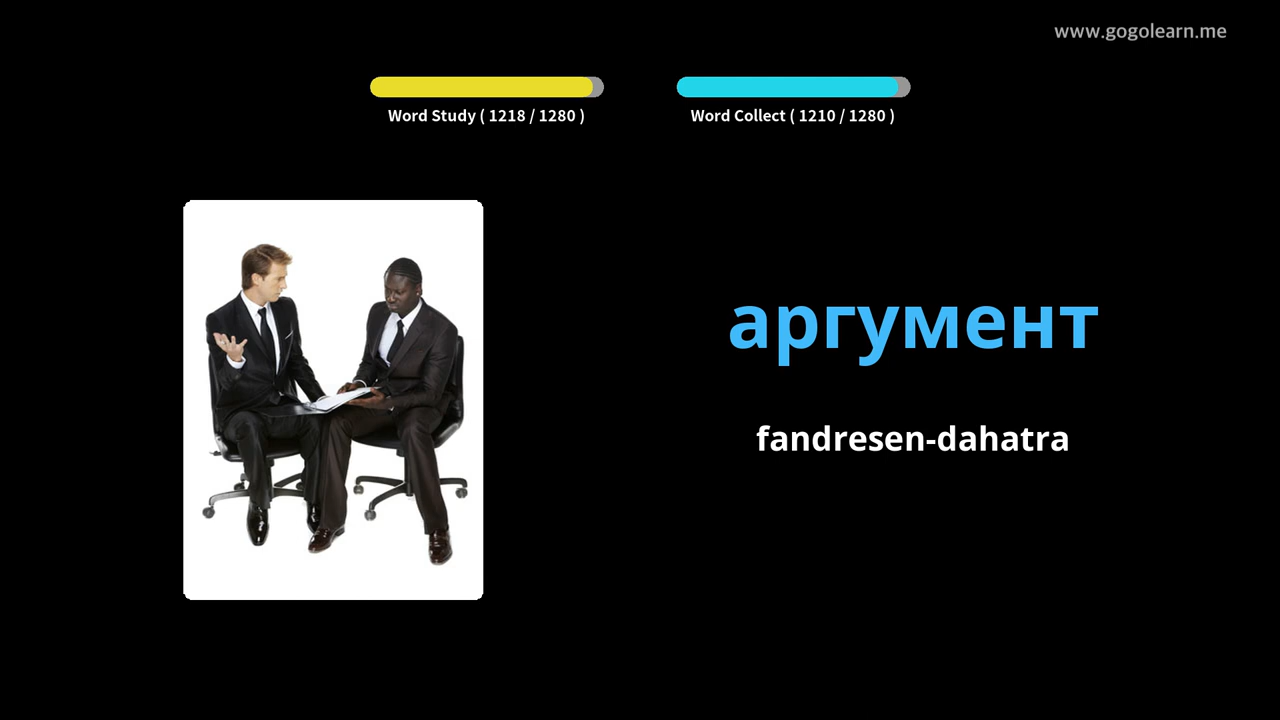 www.gogolearn.me
Word Study ( 1218 / 1280 )
Word Collect ( 1210 / 1280 )
аргумент
fandresen-dahatra